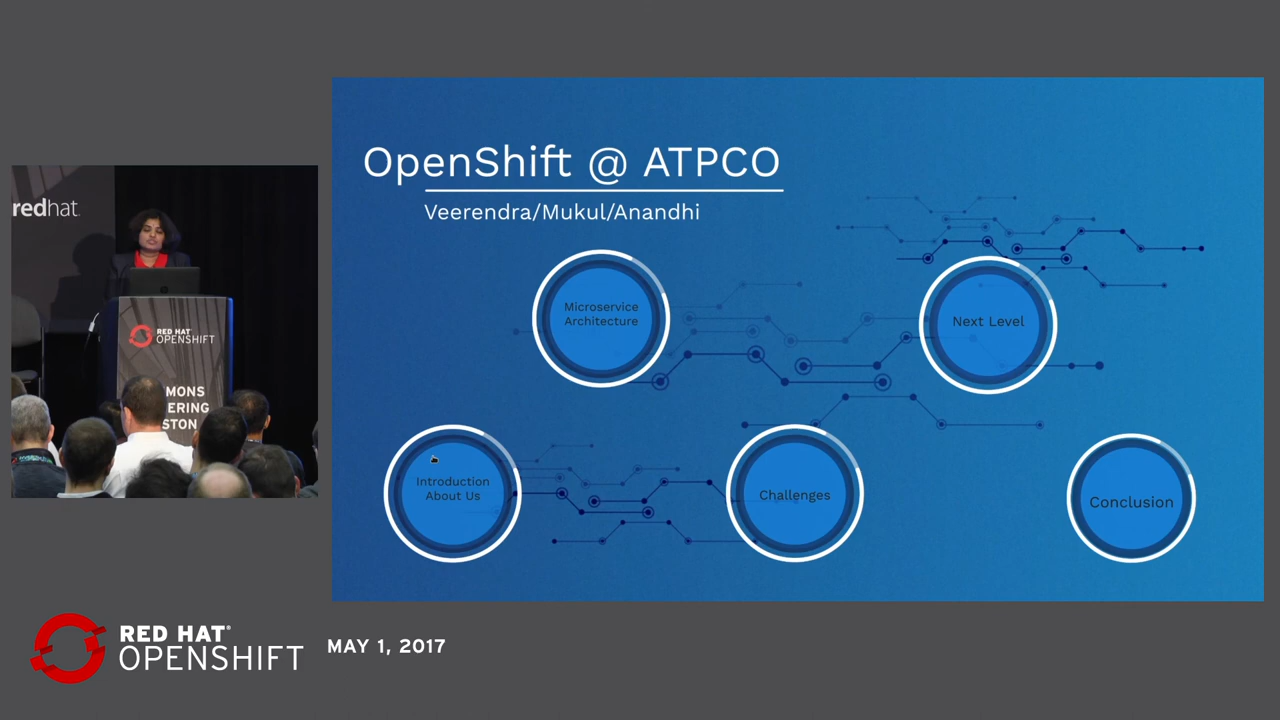 OpenShift @ ATPCO
Veerendra/Mukul/Anandhi
Microservice
Architecture
Next Level
Introduction
About Us
Challenges
Conclusion
redhat.
RED HAT®
OPENSHIFT
MONS
ERING
STON
RED HAT®
OPENSHIFT
MAY 1, 2017